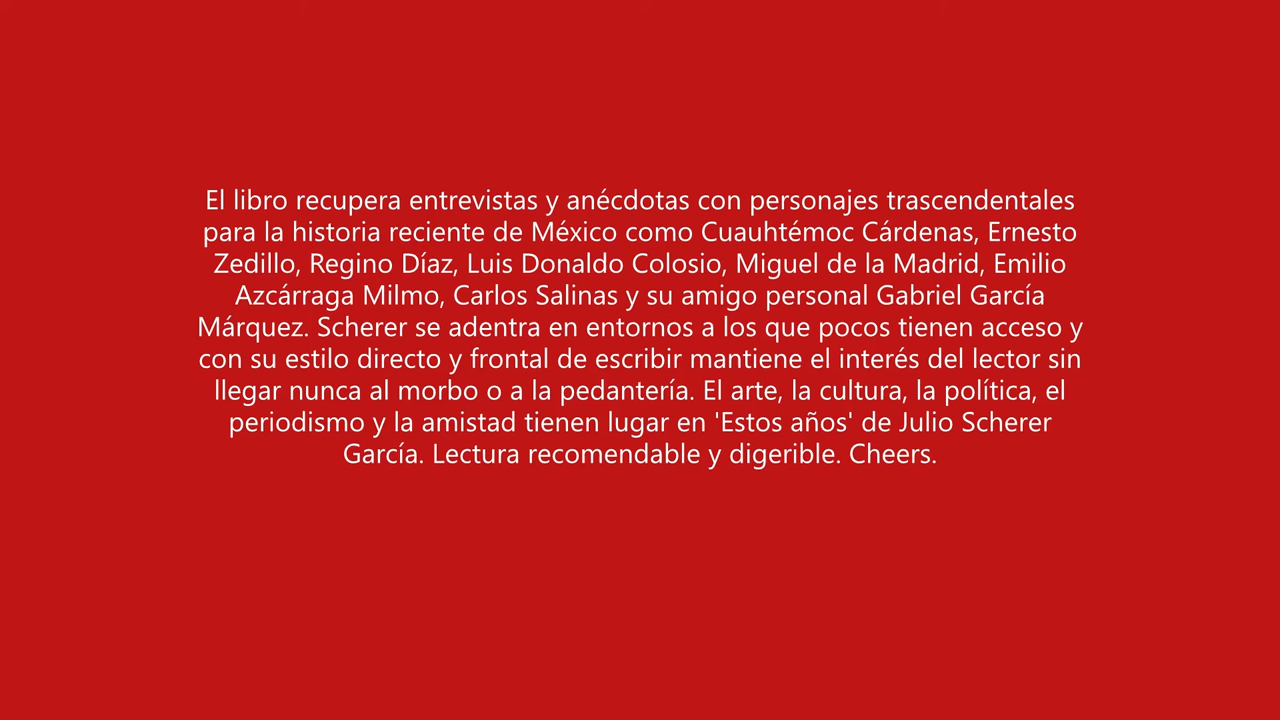 El libro recupera entrevistas y anécdotas con personajes trascendentales
para la historia reciente de México como Cuauhtémoc Cárdenas, Ernesto
Zedillo, Regino Díaz, Luis Donaldo Colosio, Miguel de la Madrid, Emilio
Azcárraga Milmo, Carlos Salinas y su amigo personal Gabriel García
Márquez. Scherer se adentra en entornos a los que pocos tienen acceso y
con su estilo directo y frontal de escribir mantiene el interés del lector sin
llegar nunca al morbo o a la pedantería. El arte, la cultura, la política, el
periodismo y la amistad tienen lugar en 'Estos años' de Julio Scherer
García. Lectura recomendable y digerible. Cheers.